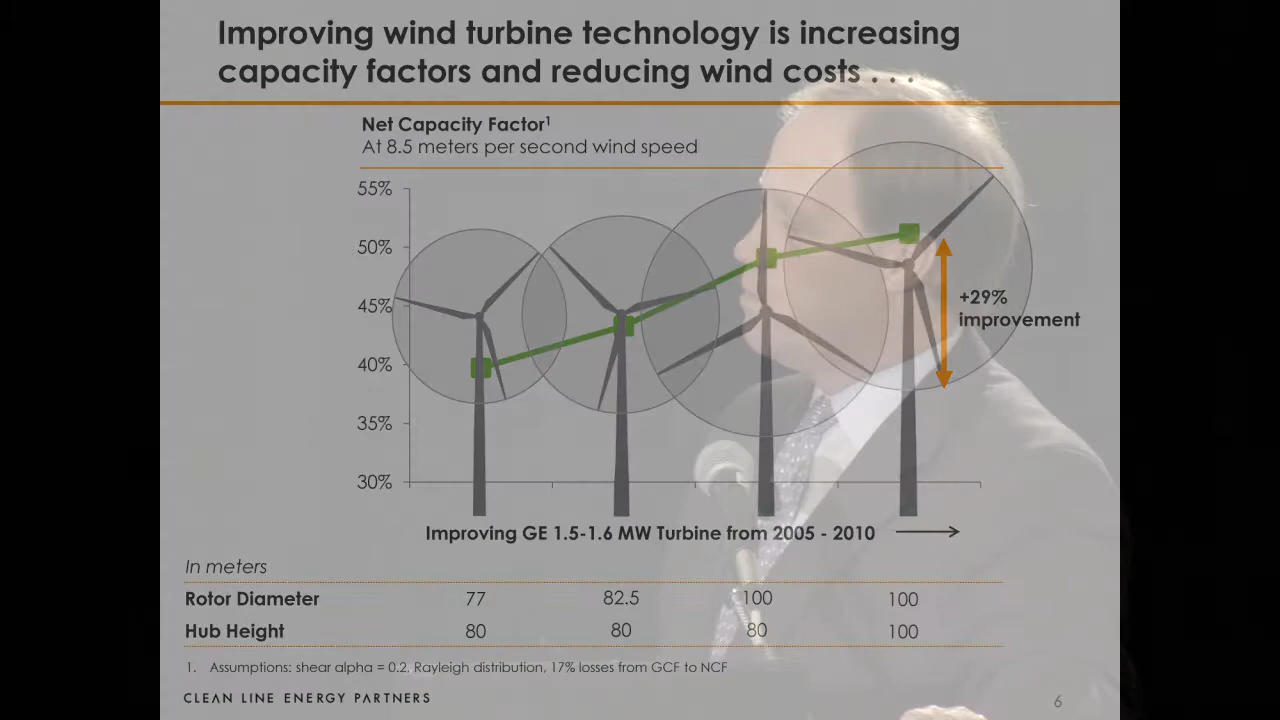 Improving wind turbine technology is increasing
capacity factors and reducing wind costs . . .
Net Capacity Factor¹
At 8.5 meters per second wind speed
55%
50%
45%
40%
35%
30%
+29%
improvement
Improving GE 1.5-1.6 MW Turbine from 2005 - 2010
In meters
Rotor Diameter 77 82.5 100 100
Hub Height 80 80 80 100
1. Assumptions: shear alpha = 0.2, Rayleigh distribution, 17% losses from GCF to NCF
CLEAN LINE ENERGY PARTNERS
6